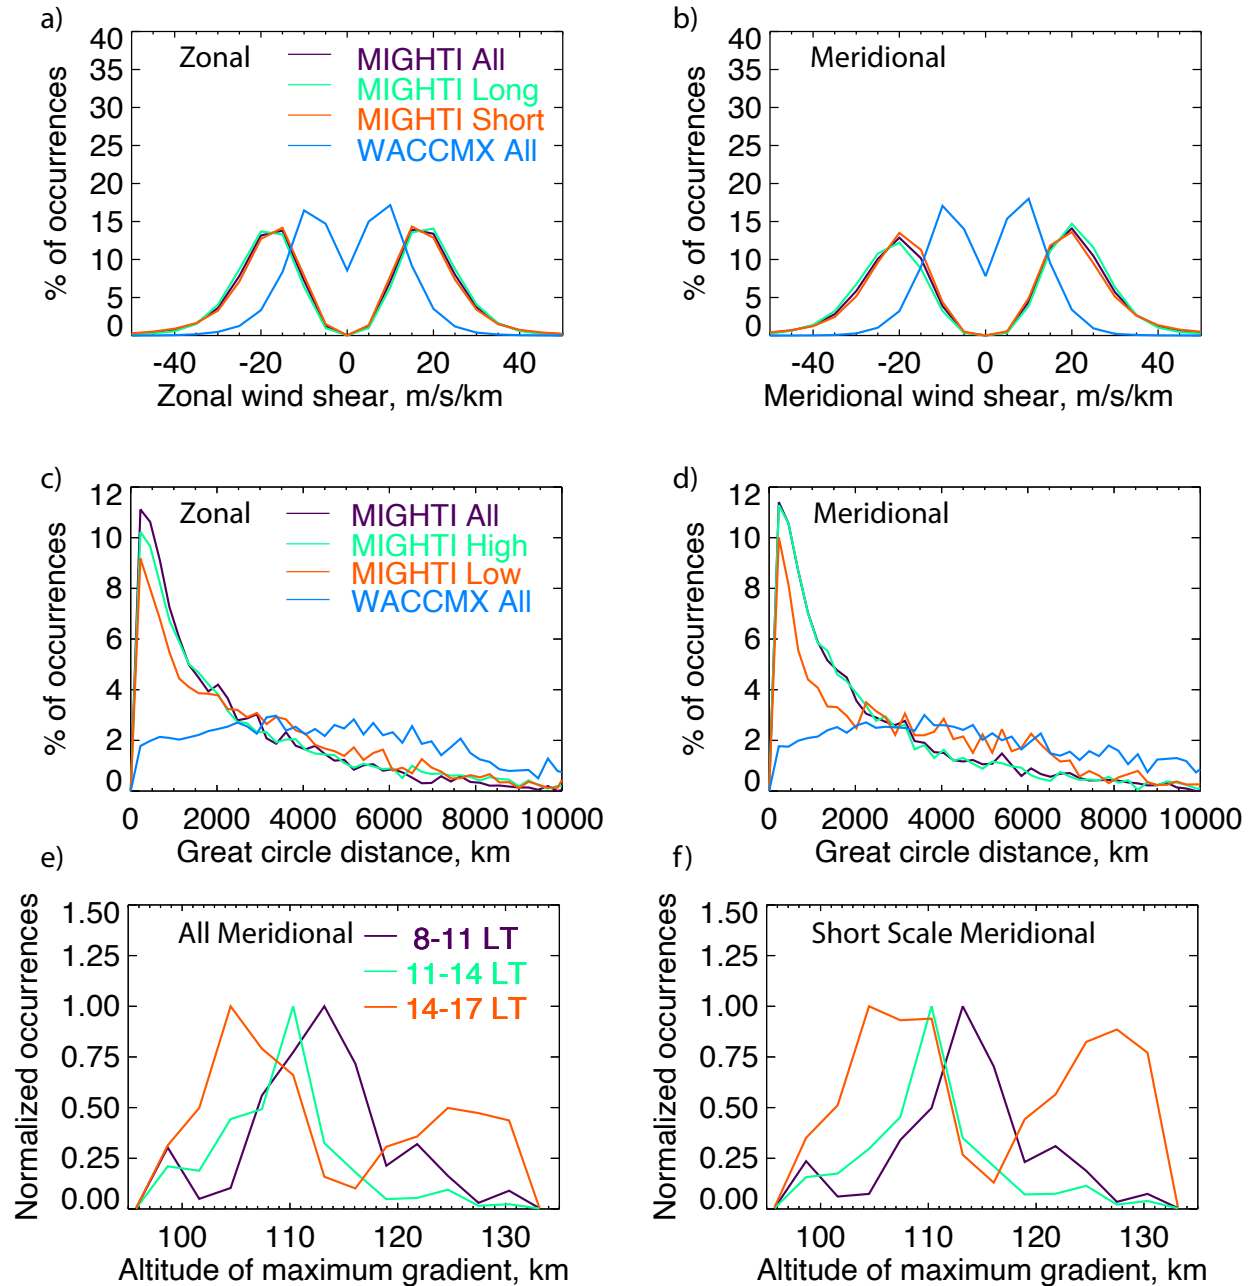 a)
Zonal
MIGHTI All
MIGHTI Long
MIGHTI Short
WACCMX All
40
35
30
25
20
15
10
5
0
% of occurrences
-40 -20 0 20 40
Zonal wind shear, m/s/km
b)
Meridional
40
35
30
25
20
15
10
5
0
% of occurrences
-40 -20 0 20 40
Meridional wind shear, m/s/km
c)
Zonal
MIGHTI All
MIGHTI High
MIGHTI Low
WACCMX All
12
10
8
6
4
2
0
% of occurrences
0 2000 4000 6000 8000 10000
Great circle distance, km
d)
Meridional
12
10
8
6
4
2
0
% of occurrences
0 2000 4000 6000 8000 10000
Great circle distance, km
e)
All Meridional
8-11 LT
11-14 LT
14-17 LT
1.50
1.25
1.00
0.75
0.50
0.25
0.00
Normalized occurrences
100 110 120 130
Altitude of maximum gradient, km
f)
Short Scale Meridional
1.50
1.25
1.00
0.75
0.50
0.25
0.00
Normalized occurrences
100 110 120 130
Altitude of maximum gradient, km